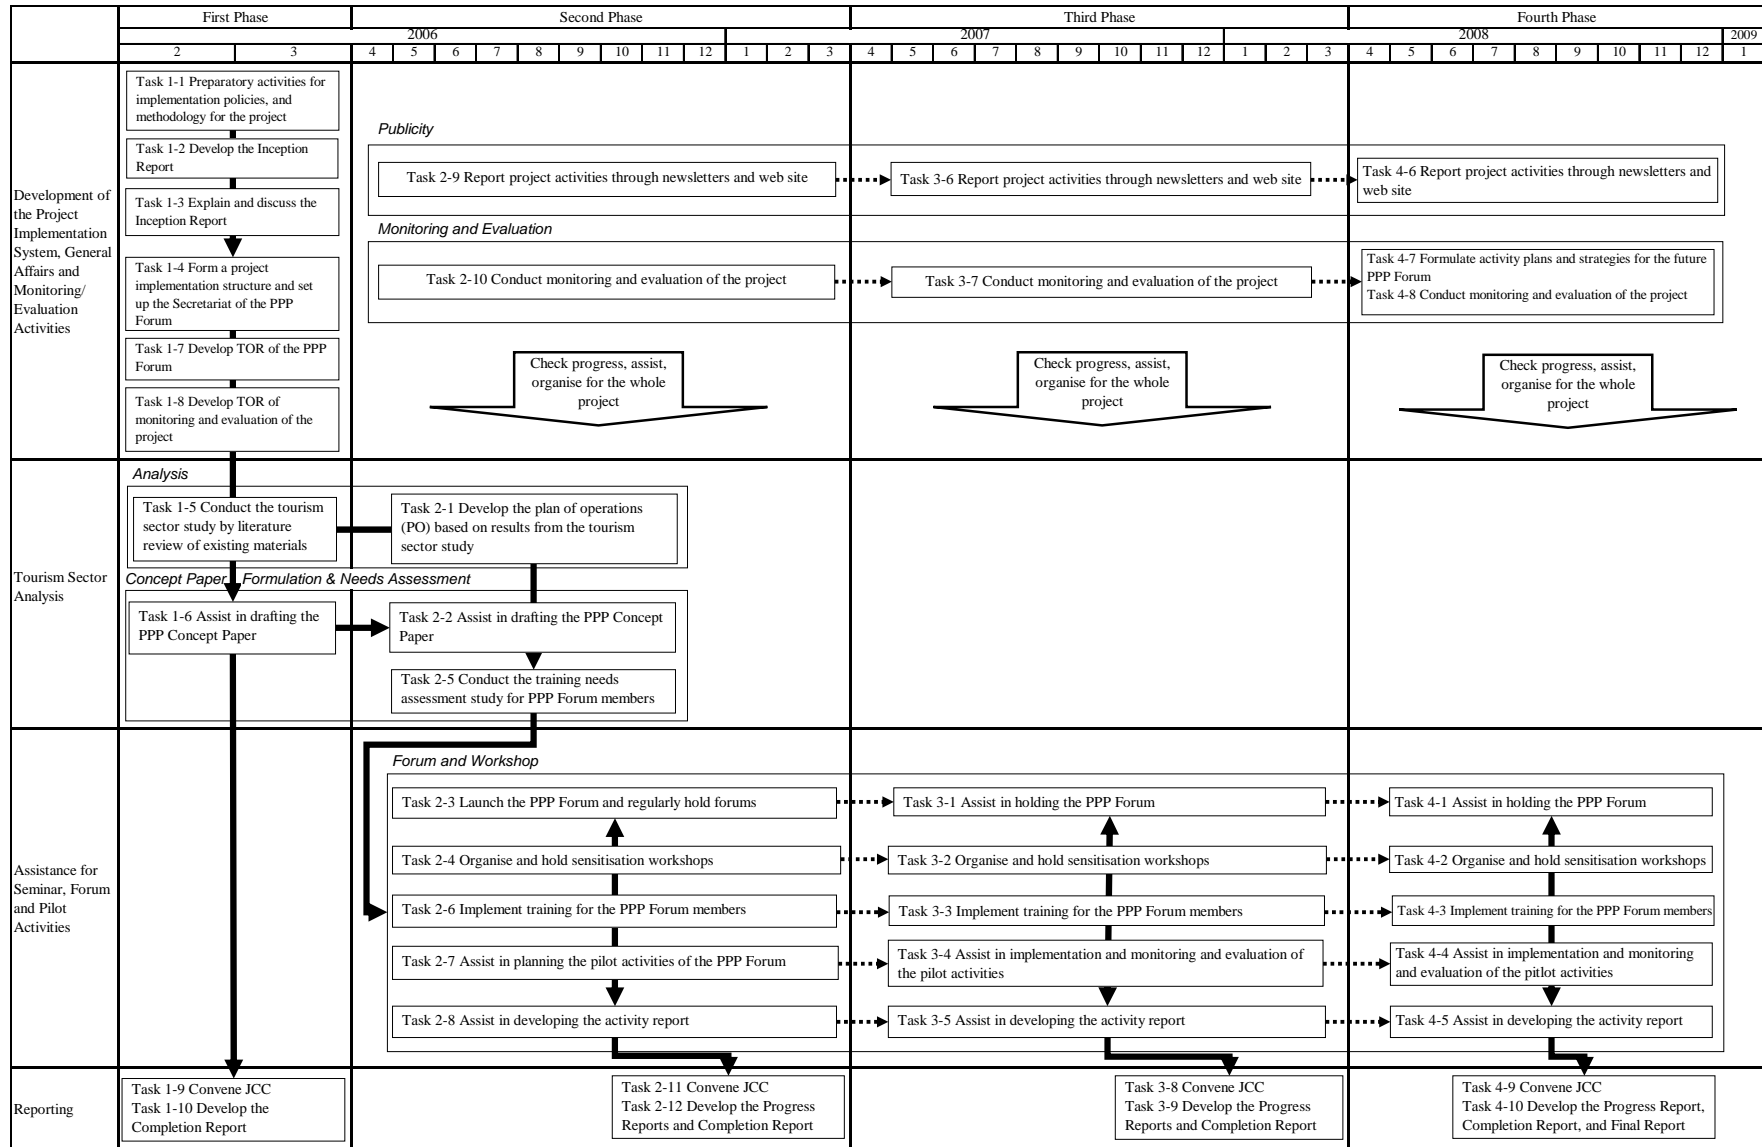 First Phase
Second Phase
Third Phase
Fourth Phase
2006
2007
2008
2009
2 3 4 5 6 7 8 9 10 11 12 1 2 3 4 5 6 7 8 9 10 11 12 1 2 3 4 5 6 7 8 9 10 11 12 1
Development of
the Project
Implementation
System, General
Affairs and
Monitoring/
Evaluation
Activities
Task 1-1 Preparatory activities for
implementation policies, and
methodology for the project
Task 1-2 Develop the Inception
Report
Task 1-3 Explain and discuss the
Inception Report
Task 1-4 Form a project
implementation structure and set
up the Secretariat of the PPP
Forum
Task 1-7 Develop TOR of the PPP
Forum
Task 1-8 Develop TOR of
monitoring and evaluation of the
project
Publicity
Task 2-9 Report project activities through newsletters and web site
Task 3-6 Report project activities through newsletters and web site
Task 4-6 Report project activities through newsletters and
web site
Monitoring and Evaluation
Task 2-10 Conduct monitoring and evaluation of the project
Task 3-7 Conduct monitoring and evaluation of the project
Task 4-7 Formulate activity plans and strategies for the future
PPP Forum
Task 4-8 Conduct monitoring and evaluation of the project
Check progress, assist,
organise for the whole
project
Check progress, assist,
organise for the whole
project
Check progress, assist,
organise for the whole
project
Tourism Sector
Analysis
Analysis
Task 1-5 Conduct the tourism
sector study by literature
review of existing materials
Task 2-1 Develop the plan of operations
(PO) based on results from the tourism
sector study
Concept Paper Formulation & Needs Assessment
Task 1-6 Assist in drafting the
PPP Concept Paper
Task 2-2 Assist in drafting the PPP Concept
Paper
Task 2-5 Conduct the training needs
assessment study for PPP Forum members
Assistance for
Seminar, Forum
and Pilot
Activities
Forum and Workshop
Task 2-3 Launch the PPP Forum and regularly hold forums
Task 3-1 Assist in holding the PPP Forum
Task 4-1 Assist in holding the PPP Forum
Task 2-4 Organise and hold sensitisation workshops
Task 3-2 Organise and hold sensitisation workshops
Task 4-2 Organise and hold sensitisation workshops
Task 2-6 Implement training for the PPP Forum members
Task 3-3 Implement training for the PPP Forum members
Task 4-3 Implement training for the PPP Forum members
Task 2-7 Assist in planning the pilot activities of the PPP Forum
Task 3-4 Assist in implementation and monitoring and evaluation of
the pilot activities
Task 4-4 Assist in implementation and monitoring
and evaluation of the pitlot activities
Task 2-8 Assist in developing the activity report
Task 3-5 Assist in developing the activity report
Task 4-5 Assist in developing the activity report
Reporting
Task 1-9 Convene JCC
Task 1-10 Develop the
Completion Report
Task 2-11 Convene JCC
Task 2-12 Develop the Progress
Reports and Completion Report
Task 3-8 Convene JCC
Task 3-9 Develop the Progress
Reports and Completion Report
Task 4-9 Convene JCC
Task 4-10 Develop the Progress Report,
Completion Report, and Final Report